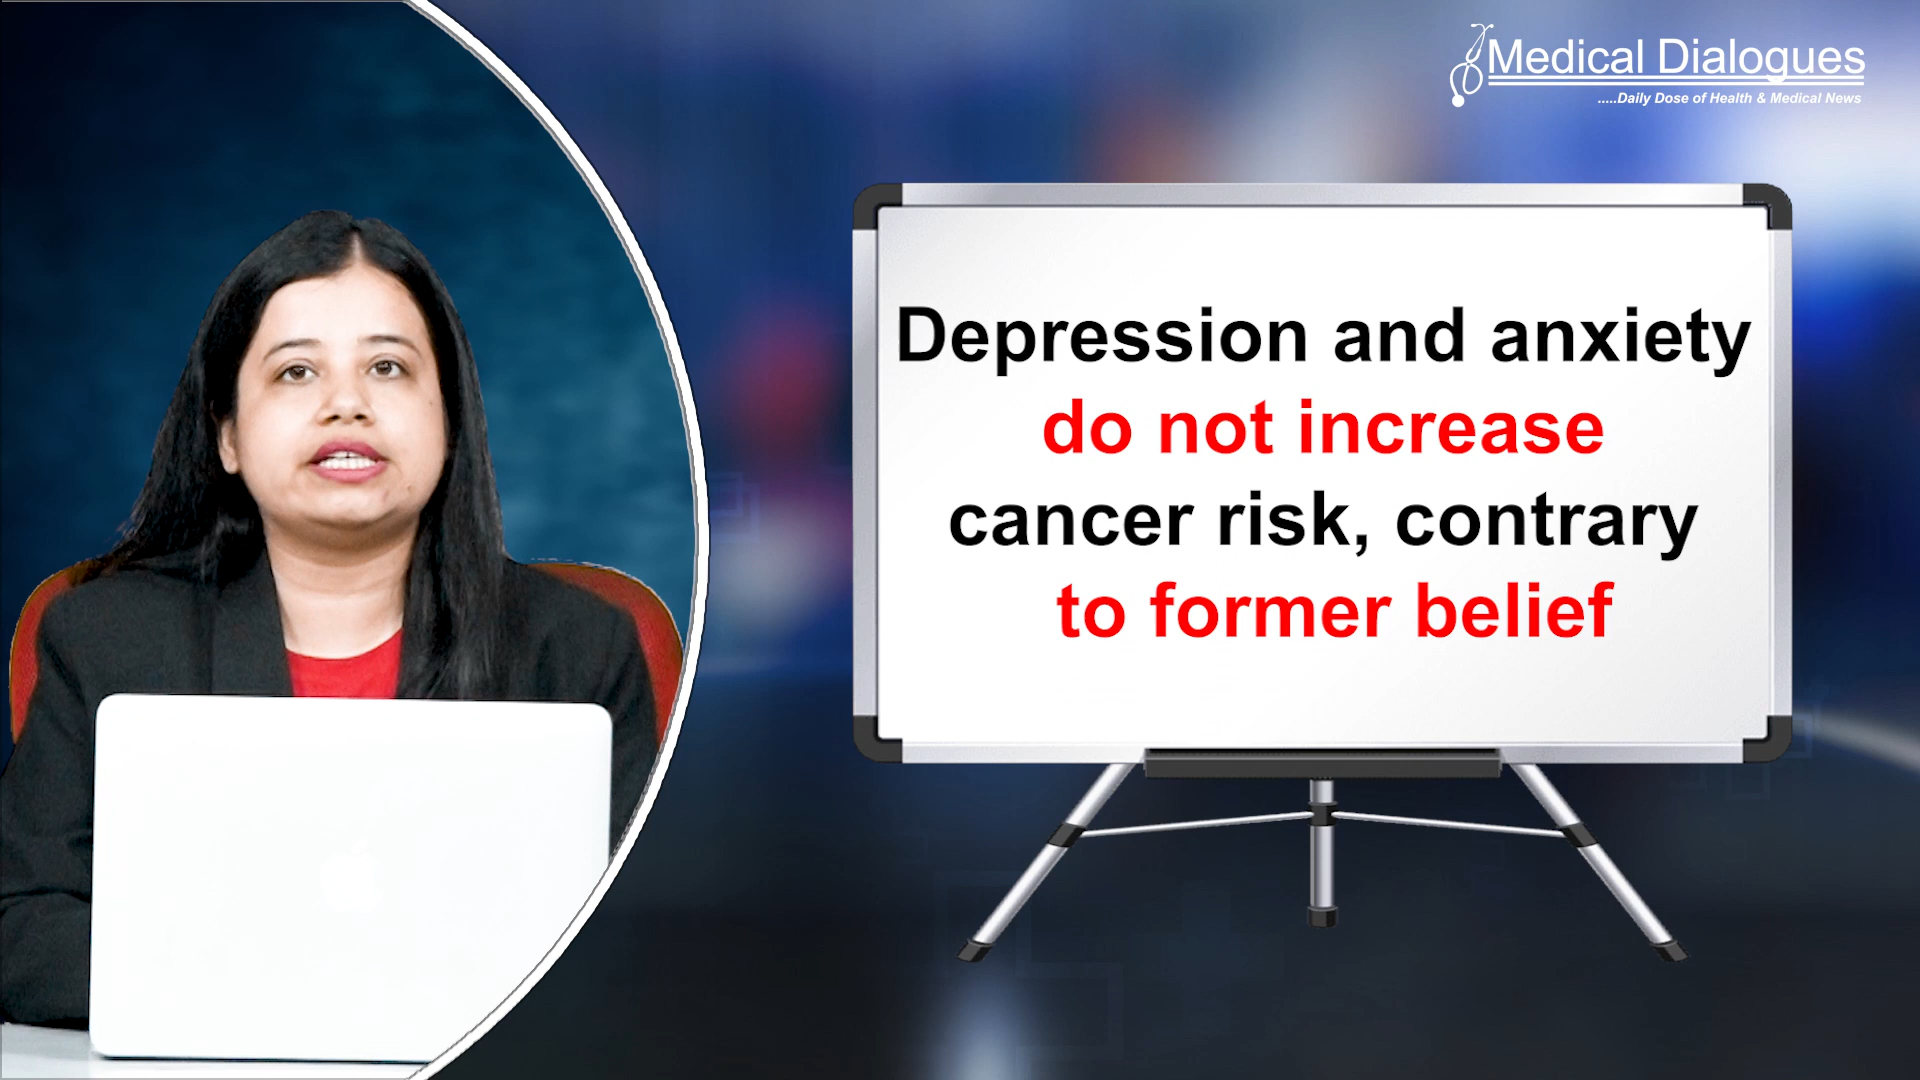 Medical Dialogues
.....Daily Dose of Health & Medical News
Depression and anxiety
do not increase
cancer risk, contrary
to former belief